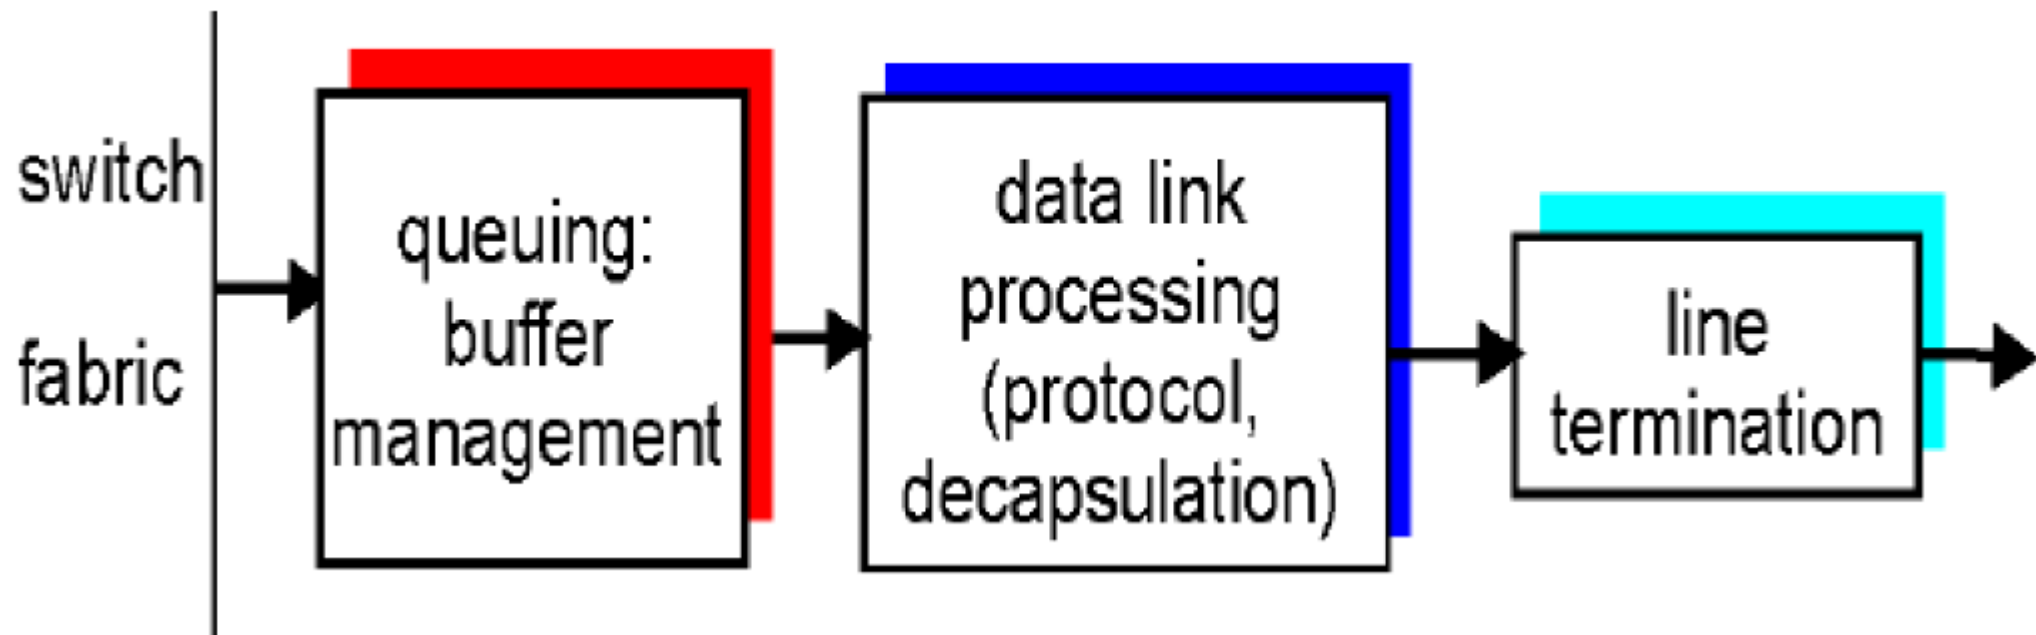 switch
fabric
queuing:
buffer
management
data link
processing
(protocol,
decapsulation)
line
termination